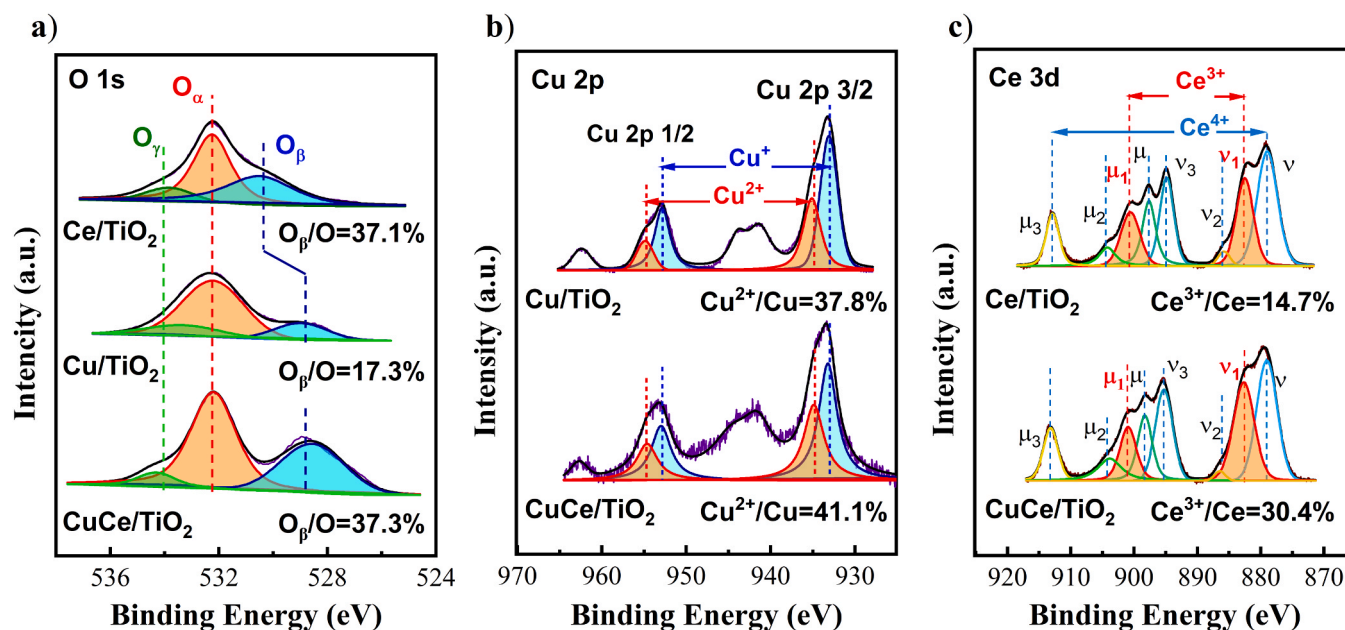 a)
O 1s
Oα
Oγ
Oβ
Ce/TiO2
Oβ/O=37.1%
Cu/TiO2
Oβ/O=17.3%
CuCe/TiO2
Oβ/O=37.3%
536 532 528 524
Binding Energy (eV)
Intencity (a.u.)
b)
Cu 2p
Cu 2p 3/2
Cu 2p 1/2
Cu+
Cu2+
Cu/TiO2
Cu2+/Cu=37.8%
CuCe/TiO2
Cu2+/Cu=41.1%
970 960 950 940 930
Binding Energy (eV)
Intensity (a.u.)
c)
Ce 3d
Ce3+
Ce4+
μ3 μ2 μ1 μ ν3 ν2 ν1 ν
Ce/TiO2
Ce3+/Ce=14.7%
μ3 μ2 μ1 μ ν3 ν2 ν1 ν
CuCe/TiO2
Ce3+/Ce=30.4%
920 910 900 890 880 870
Binding Energy (eV)
Intencity (a.u.)